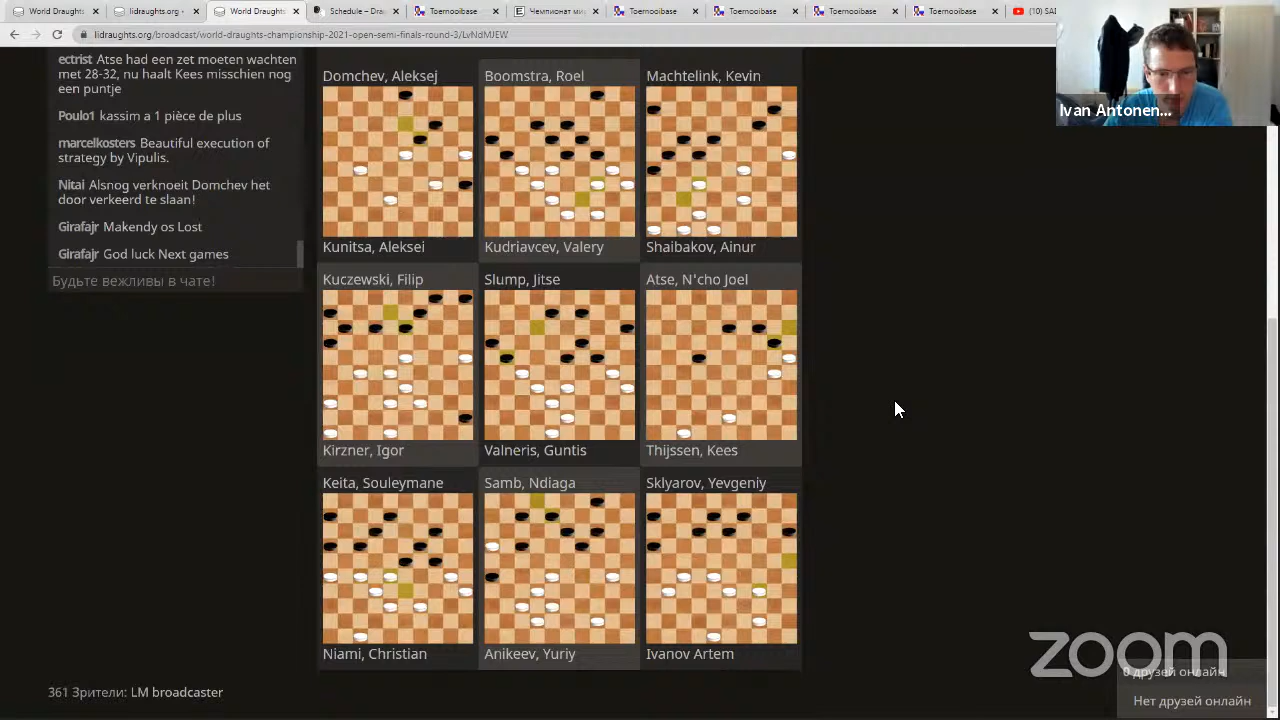 World Draughts
lidraughts.org •
World Draughts
Schedule – Drau
Toernooibase
Toernooibase
Toernooibase
Toernooibase
Toernooibase
lidraughts.org/broadcast/world-draughts-championship-2021-open-semi-finals-round-3/
Ivan Antonen...
ectrist Atse had een zet moeten wachten
met 28-32, nu haalt Kees misschien nog
een puntje
Poulo1 kassim a 1 pièce de plus
marcelkosters Beautiful execution of
strategy by Vipulis.
Nitai Alsnog verknoeit Domchev het
door verkeerd te slaan!
Girafajr Makendy os Lost
Girafajr God luck Next games
Будьте вежливы в чате!
Domchev, Aleksej
Boomstra, Roel
Machtelink, Kevin
Kunitsa, Aleksei
Kudriavcev, Valery
Shaibakov, Ainur
Kuczewski, Filip
Slump, Jitse
Atse, N'cho Joel
Kirzner, Igor
Valneris, Guntis
Thijssen, Kees
Keita, Souleymane
Samb, Ndiaga
Sklyarov, Yevgeniy
Niami, Christian
Anikeev, Yuriy
Ivanov Artem
361 Зрители: LM broadcaster
zoom
0 друзей онлайн
Нет друзей онлайн